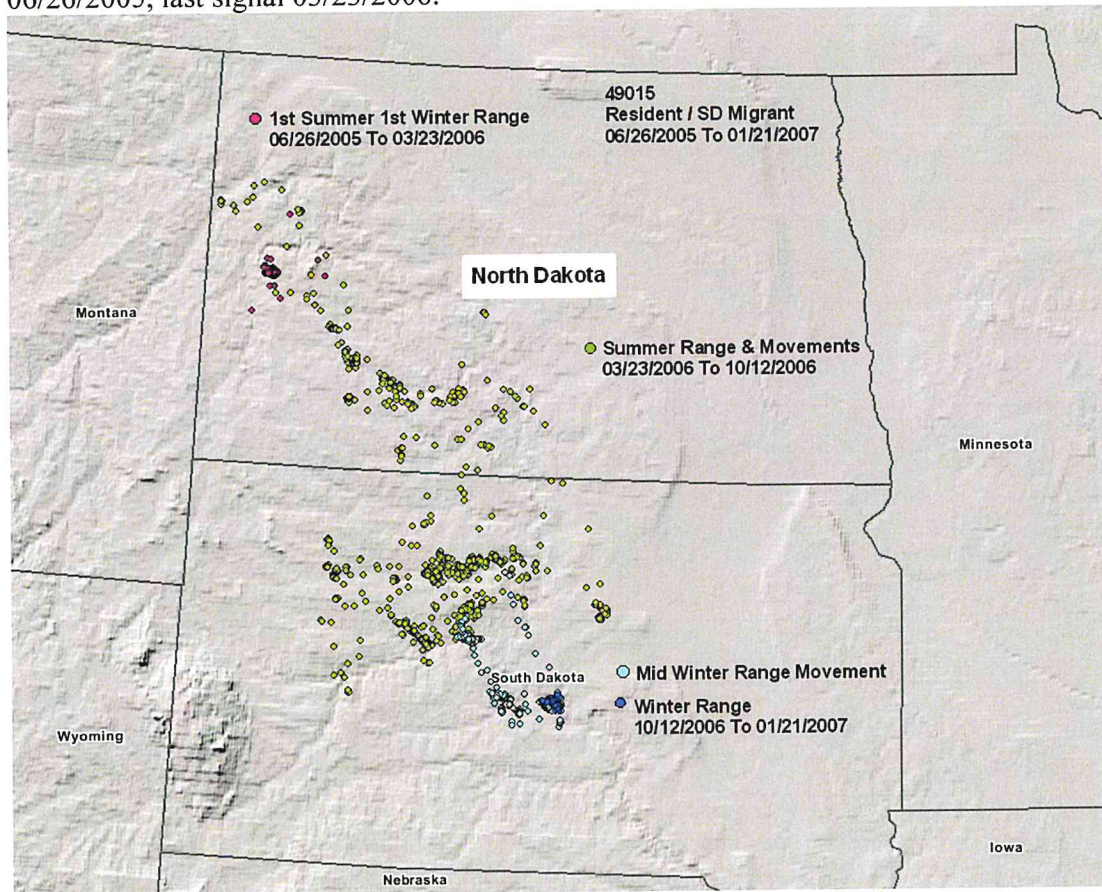 06/26/2005, last signal 03/23/2006.
49015
Resident / SD Migrant
06/26/2005 To 01/21/2007
1st Summer 1st Winter Range
06/26/2005 To 03/23/2006
North Dakota
Montana
Summer Range & Movements
03/23/2006 To 10/12/2006
Minnesota
South Dakota
Mid Winter Range Movement
Winter Range
10/12/2006 To 01/21/2007
Wyoming
Iowa
Nebraska